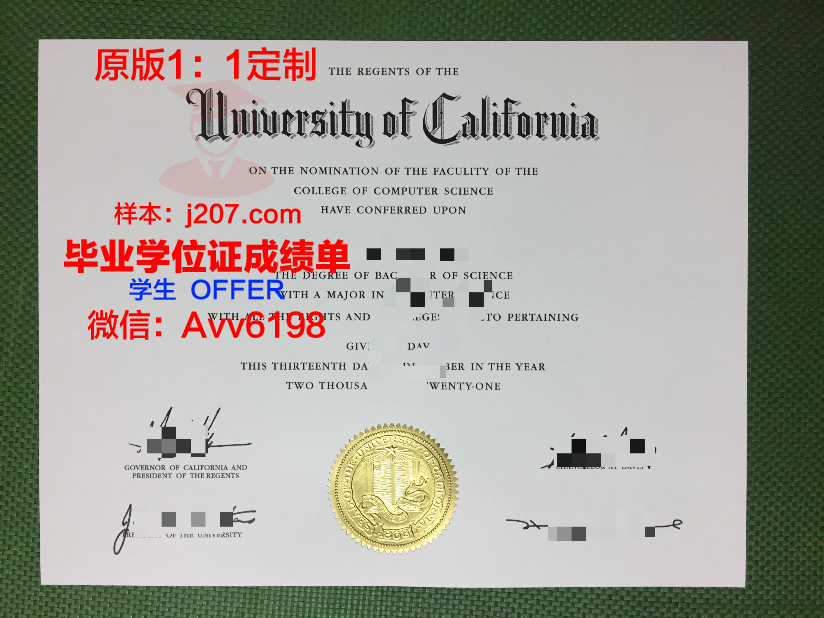 原版1：1定制
THE REGENTS OF THE
University of California
ON THE NOMINATION OF THE FACULITY OF THE
COLLEGE OF COMPUTER SCIENCE
HAVE CONFERRED UPON
样本：j207.com
毕业学位证成绩单
THE DEGREE OF R OF SCIENCE
学生 OFFER
WITH A MAJOR IN
WITH ALL THE RIGHTS AND TO PERTAINING
微信：Avv6198
DAY
THIS THIRTEENTH IN THE YEAR
TWO TWENTY-ONE
GOVERNOR OF CALIFORNIA AND
PRESIDENT OF THE REGENTS
OF THE UNIVERSITY